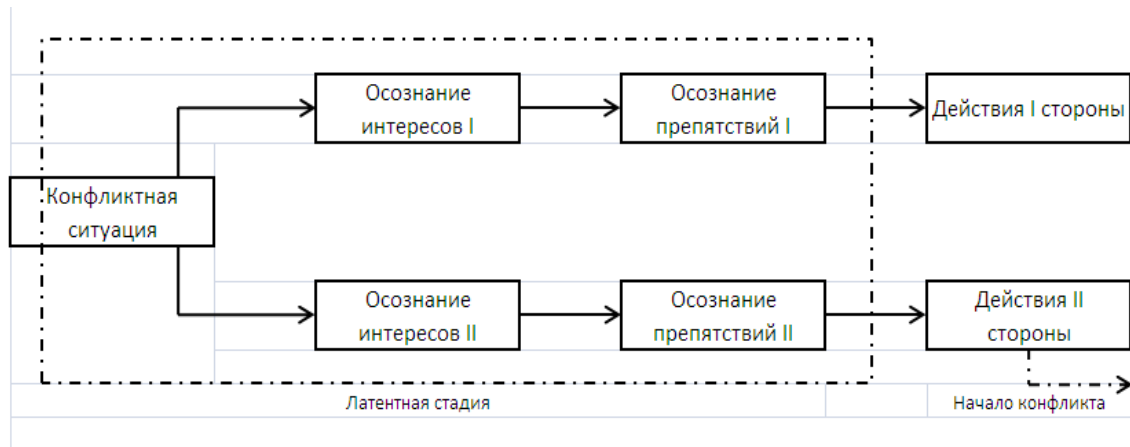 Осознание
интересов I
Осознание
препятствий I
Действия I стороны
Конфликтная
ситуация
Осознание
интересов II
Осознание
препятствий II
Действия II
стороны
Латентная стадия
Начало конфликта